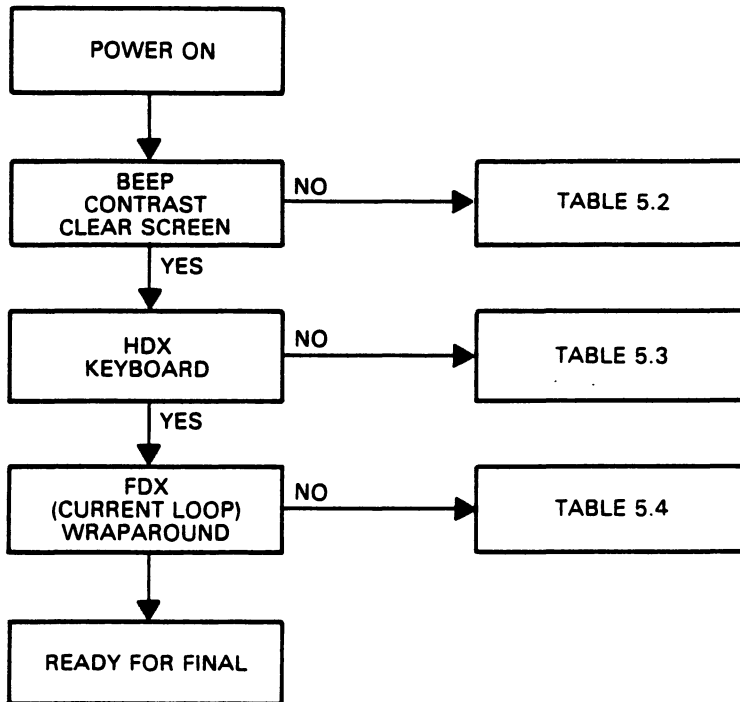 POWER ON
BEEP
CONTRAST
CLEAR SCREEN
NO
TABLE 5.2
YES
HDX
KEYBOARD
NO
TABLE 5.3
YES
FDX
(CURRENT LOOP)
WRAPAROUND
NO
TABLE 5.4
READY FOR FINAL